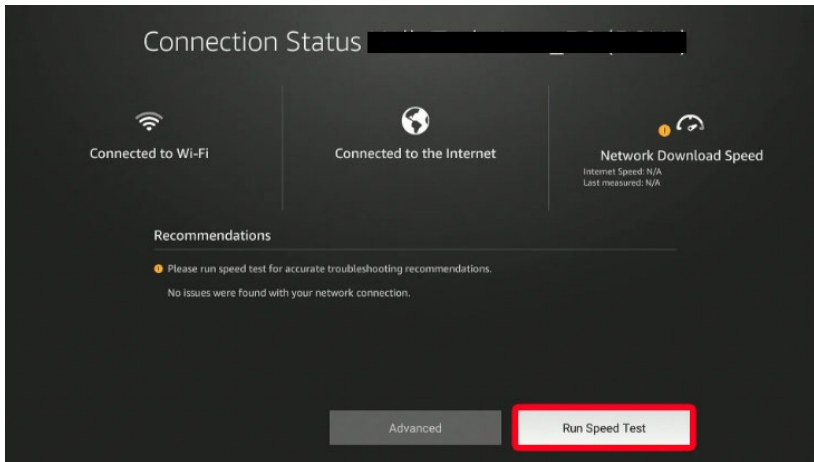 Connection Status
Connected to Wi-Fi
Connected to the Internet
Network Download Speed
Internet Speed: N/A
Last measured: N/A
Recommendations
Please run speed test for accurate troubleshooting recommendations.
No issues were found with your network connection.
Advanced
Run Speed Test